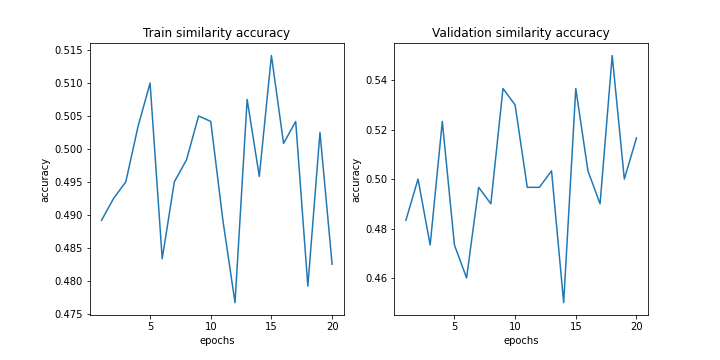 Train similarity accuracy
0.515
0.510
0.505
0.500
0.495
0.490
0.485
0.480
0.475
accuracy
5 10 15 20
epochs
Validation similarity accuracy
0.54
0.52
0.50
0.48
0.46
accuracy
5 10 15 20
epochs